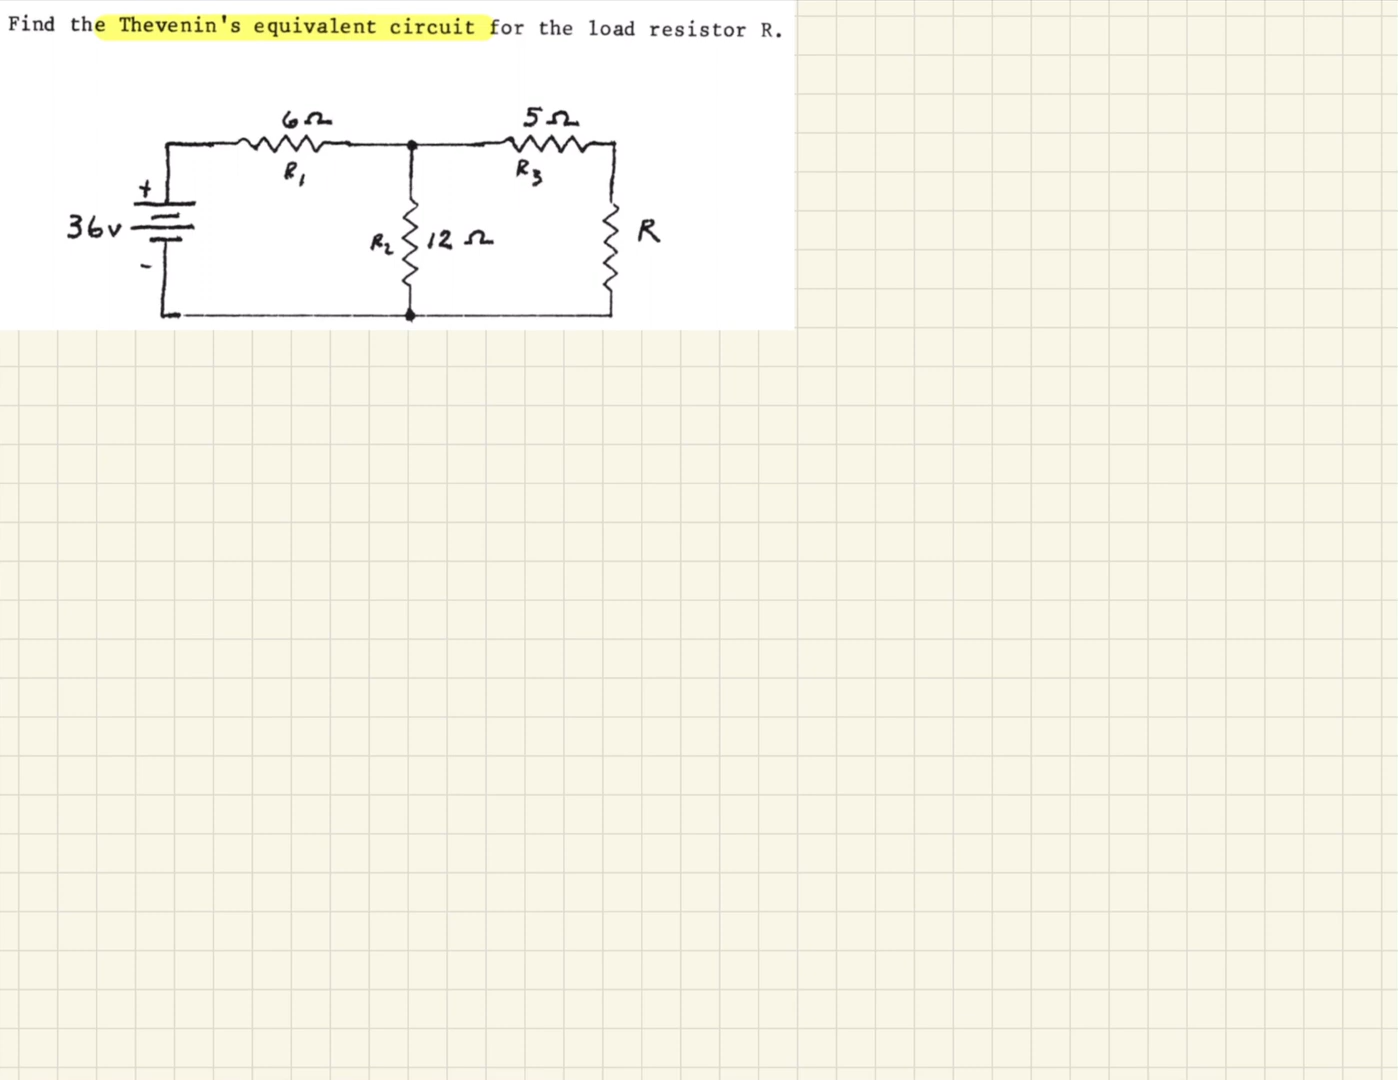 Find the Thevenin's equivalent circuit for the load resistor R.
6Ω 5Ω
R1 R3
+
36v R2 12 Ω R
-